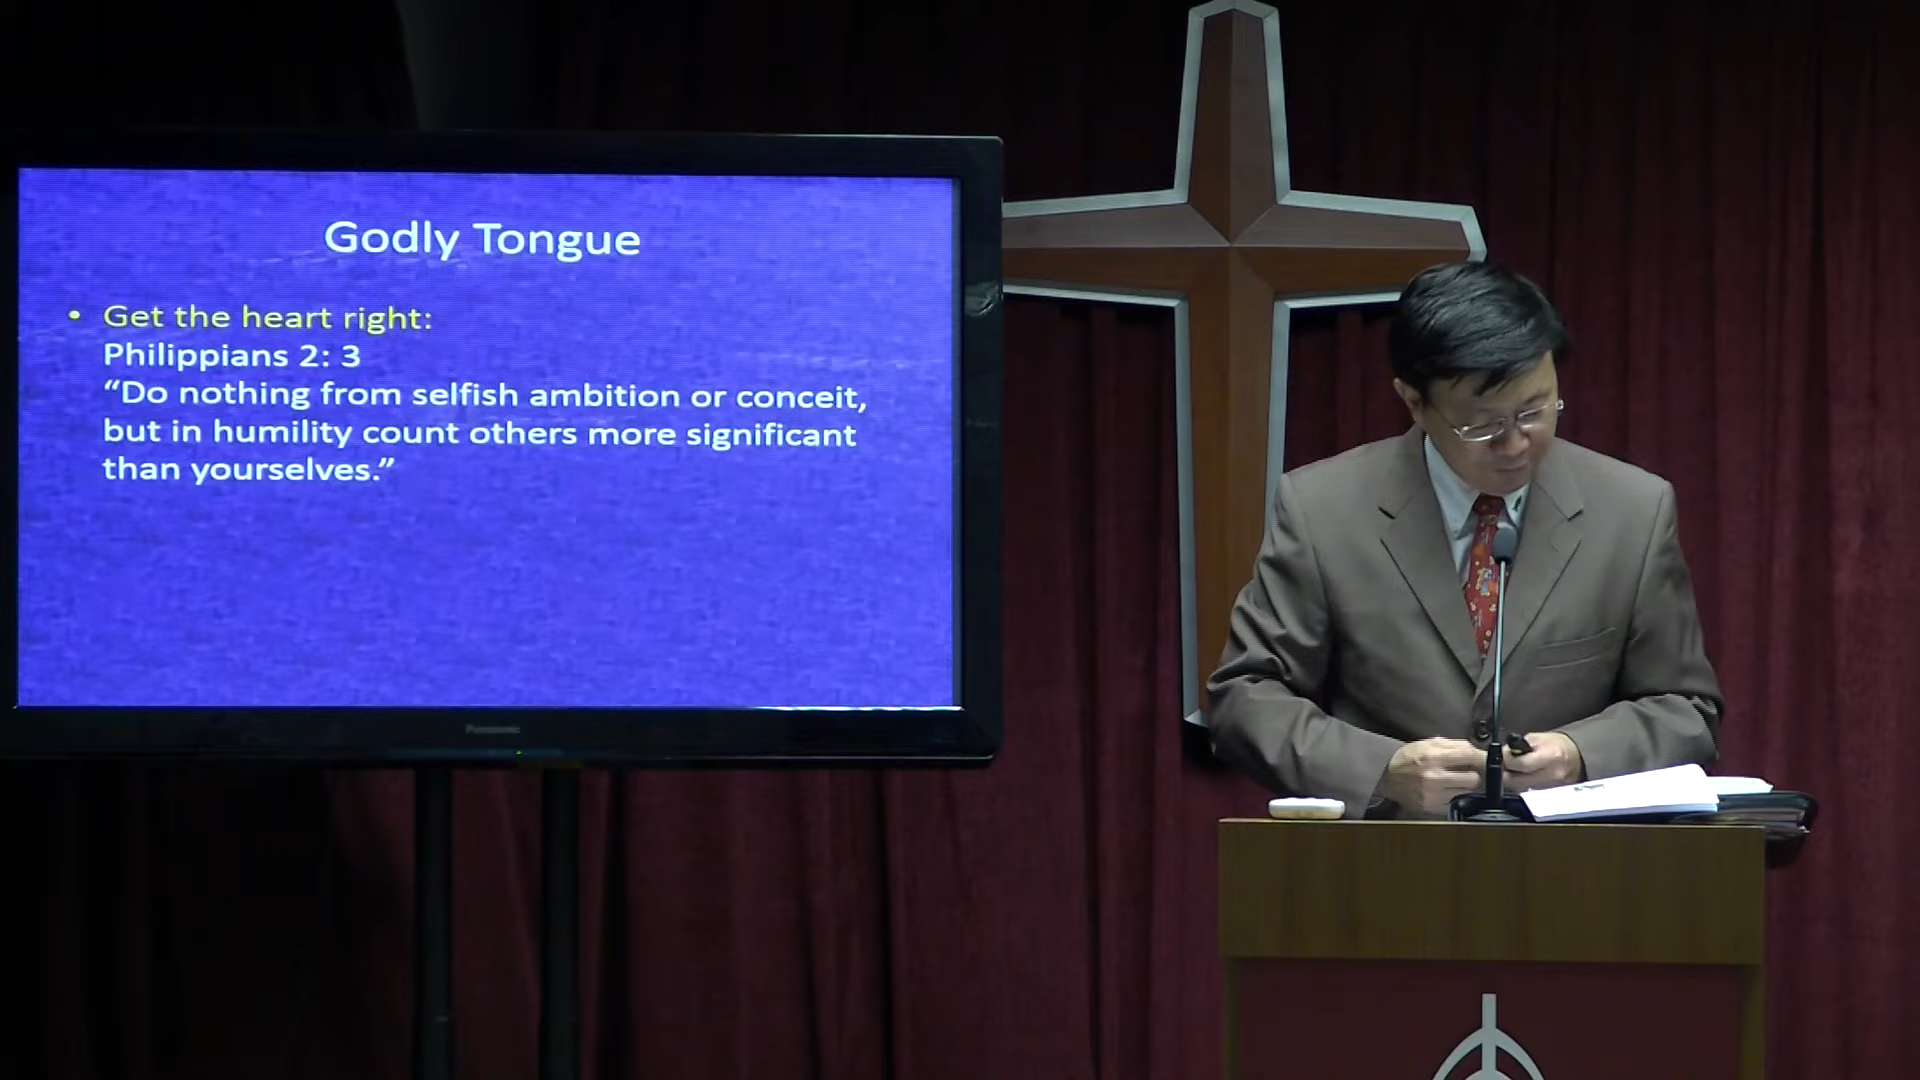 Godly Tongue
• Get the heart right:
Philippians 2: 3
“Do nothing from selfish ambition or conceit,
but in humility count others more significant
than yourselves.”
Panasonic